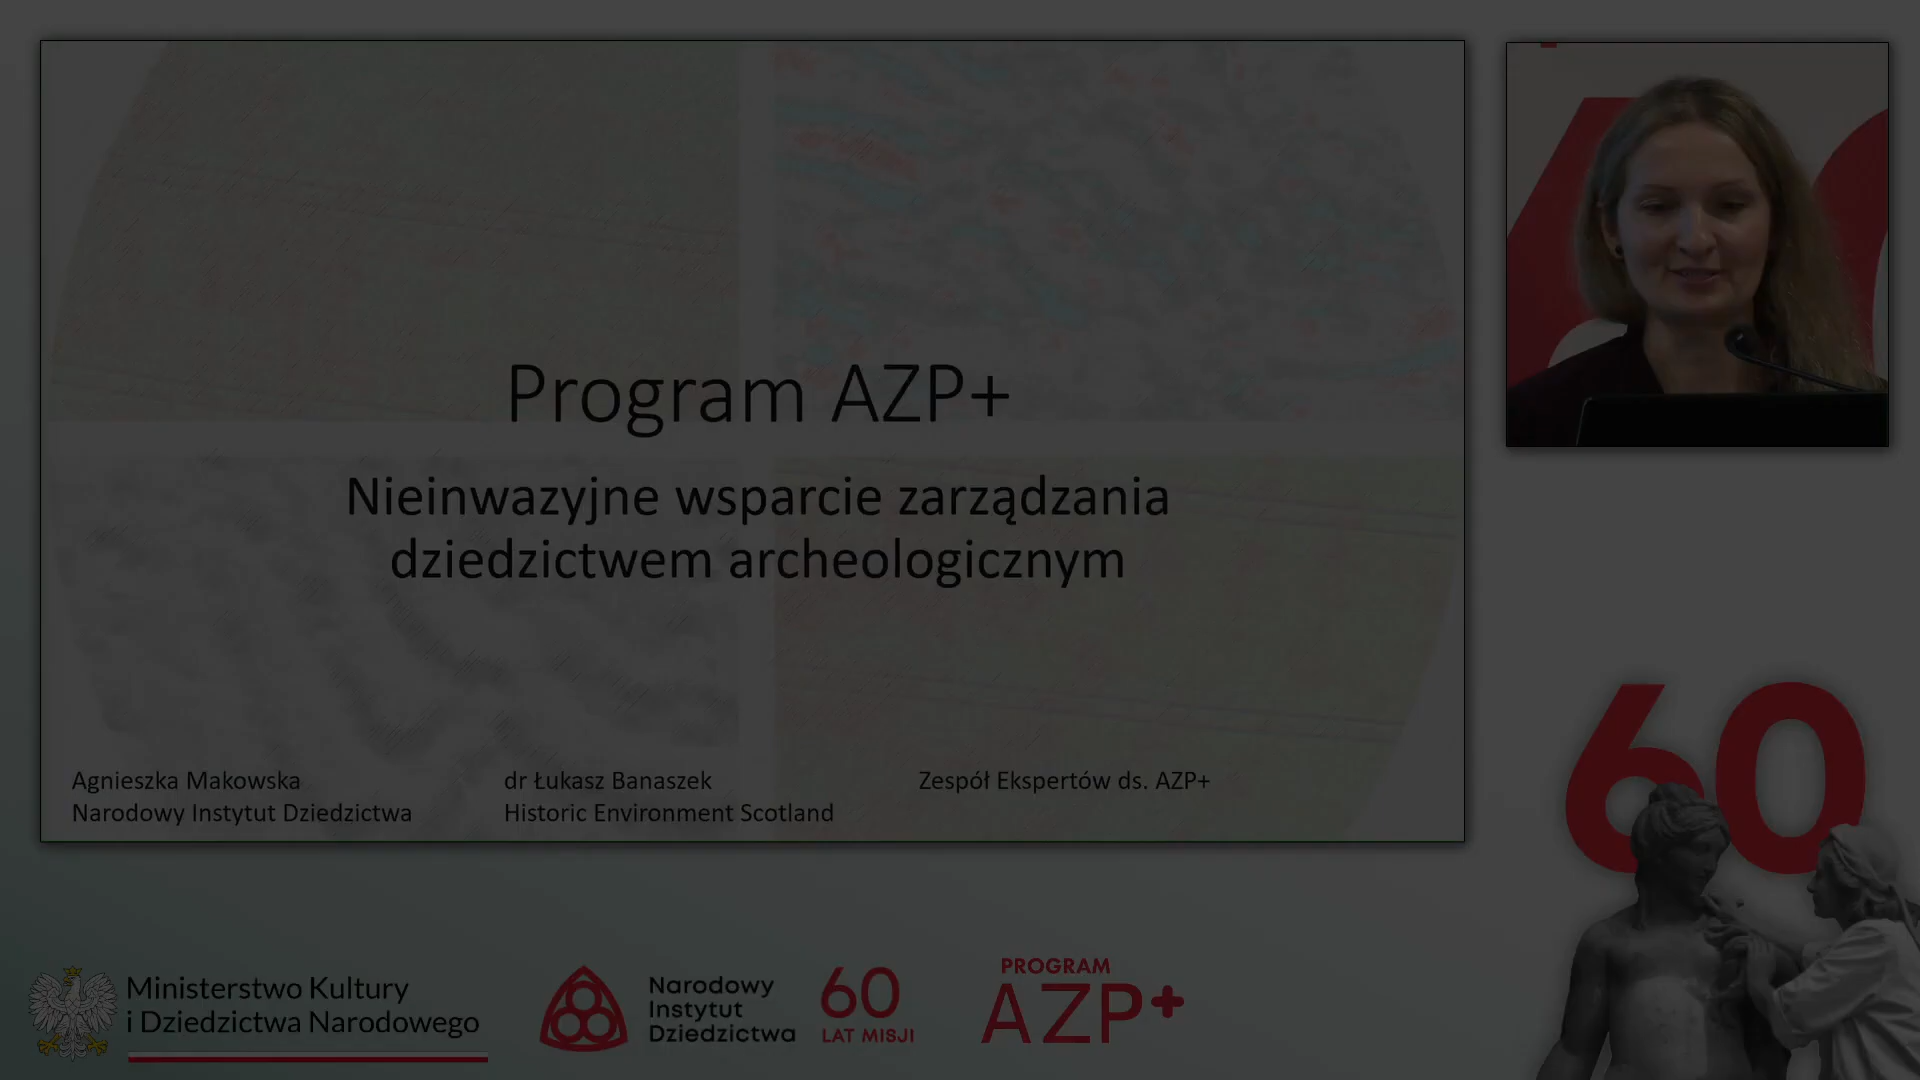 Program AZP+
Nieinwazyjne wsparcie zarządzania
dziedzictwem archeologicznym
Agnieszka Makowska
Narodowy Instytut Dziedzictwa
dr Łukasz Banaszek
Historic Environment Scotland
Zespół Ekspertów ds. AZP+
60
Ministerstwo Kultury
i Dziedzictwa Narodowego
Narodowy
Instytut
Dziedzictwa
60
LAT MISJI
PROGRAM
AZP+